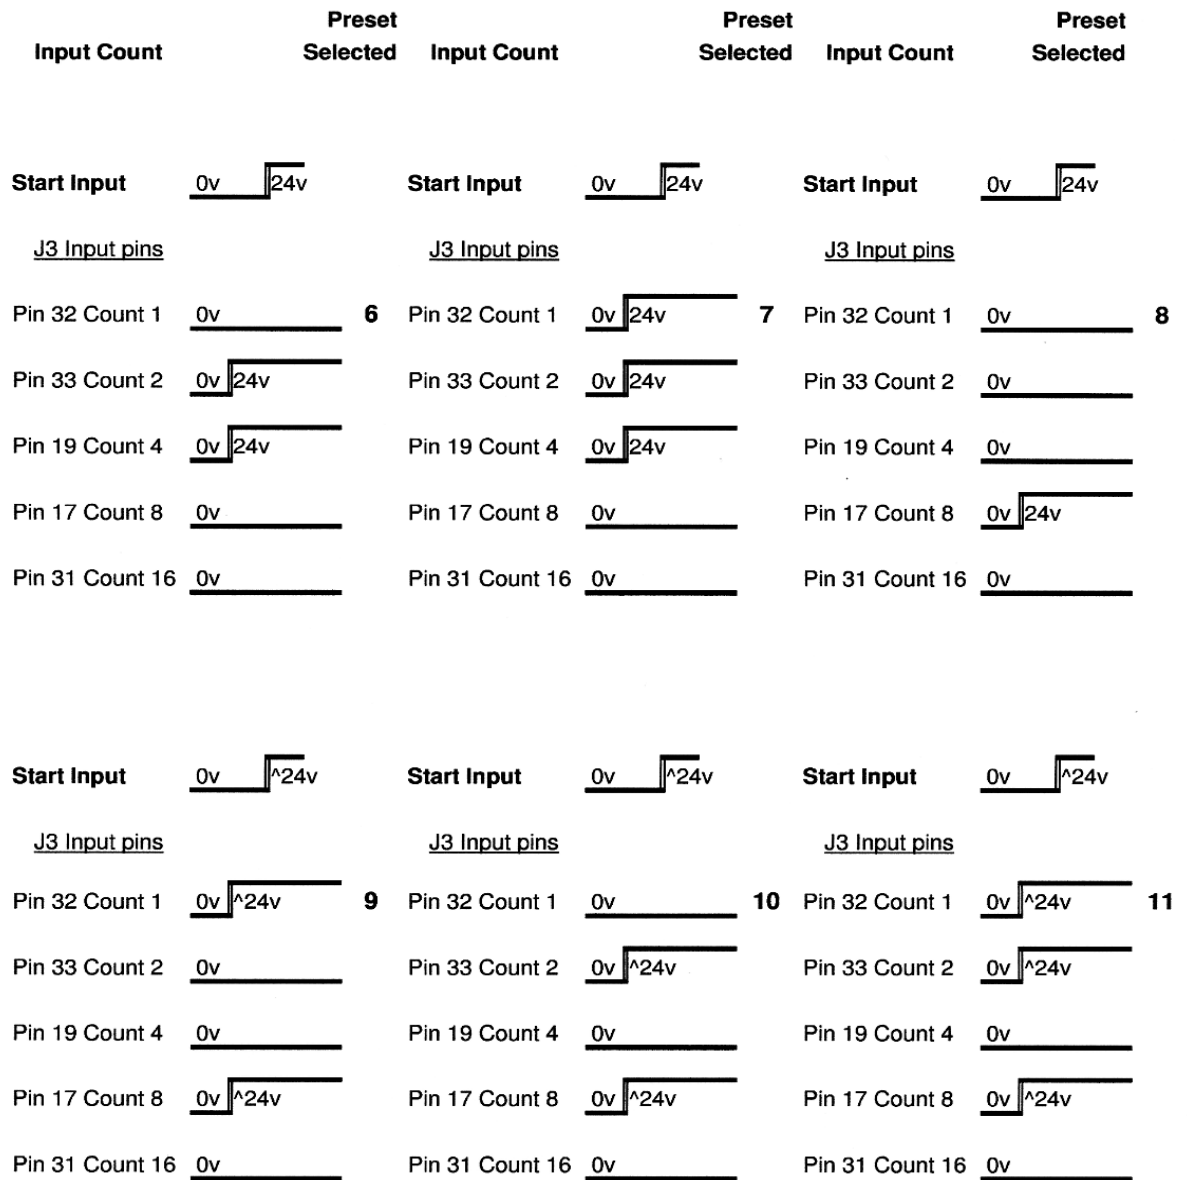 Preset Preset Preset
Input Count Selected Input Count Selected Input Count Selected
Start Input 0v 24v Start Input 0v 24v Start Input 0v 24v
J3 Input pins J3 Input pins J3 Input pins
Pin 32 Count 1 0v 6 Pin 32 Count 1 0v 24v 7 Pin 32 Count 1 0v 8
Pin 33 Count 2 0v 24v Pin 33 Count 2 0v 24v Pin 33 Count 2 0v
Pin 19 Count 4 0v 24v Pin 19 Count 4 0v 24v Pin 19 Count 4 0v
Pin 17 Count 8 0v Pin 17 Count 8 0v Pin 17 Count 8 0v 24v
Pin 31 Count 16 0v Pin 31 Count 16 0v Pin 31 Count 16 0v
Start Input 0v ^24v Start Input 0v ^24v Start Input 0v ^24v
J3 Input pins J3 Input pins J3 Input pins
Pin 32 Count 1 0v ^24v 9 Pin 32 Count 1 0v 10 Pin 32 Count 1 0v ^24v 11
Pin 33 Count 2 0v Pin 33 Count 2 0v ^24v Pin 33 Count 2 0v ^24v
Pin 19 Count 4 0v Pin 19 Count 4 0v Pin 19 Count 4 0v
Pin 17 Count 8 0v ^24v Pin 17 Count 8 0v ^24v Pin 17 Count 8 0v ^24v
Pin 31 Count 16 0v Pin 31 Count 16 0v Pin 31 Count 16 0v